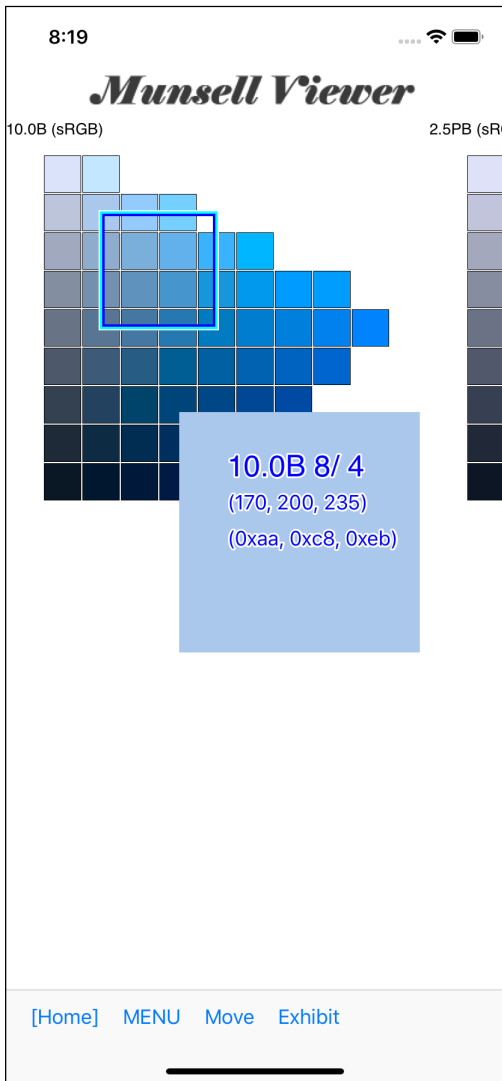 8:19
Munsell Viewer
10.0B (sRGB)
2.5PB (sR
10.0B 8/ 4
(170, 200, 235)
(0xaa, 0xc8, 0xeb)
[Home] MENU Move Exhibit